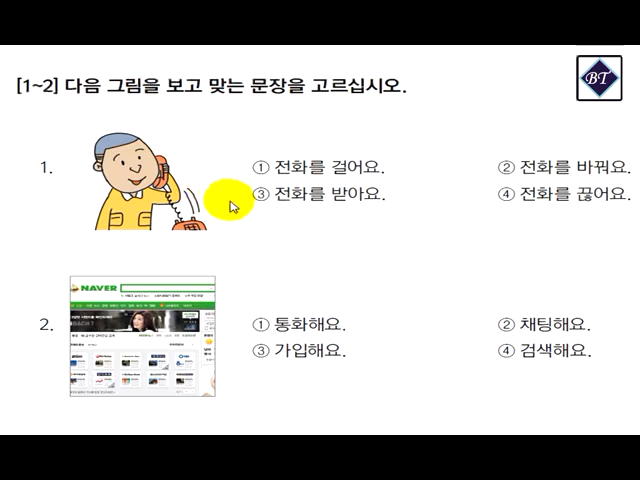 [1~2] 다음 그림을 보고 맞는 문장을 고르십시오.
BT
1.
① 전화를 걸어요. ② 전화를 바꿔요.
③ 전화를 받아요. ④ 전화를 끊어요.
NAVER
2.
① 통화해요. ② 채팅해요.
③ 가입해요. ④ 검색해요.